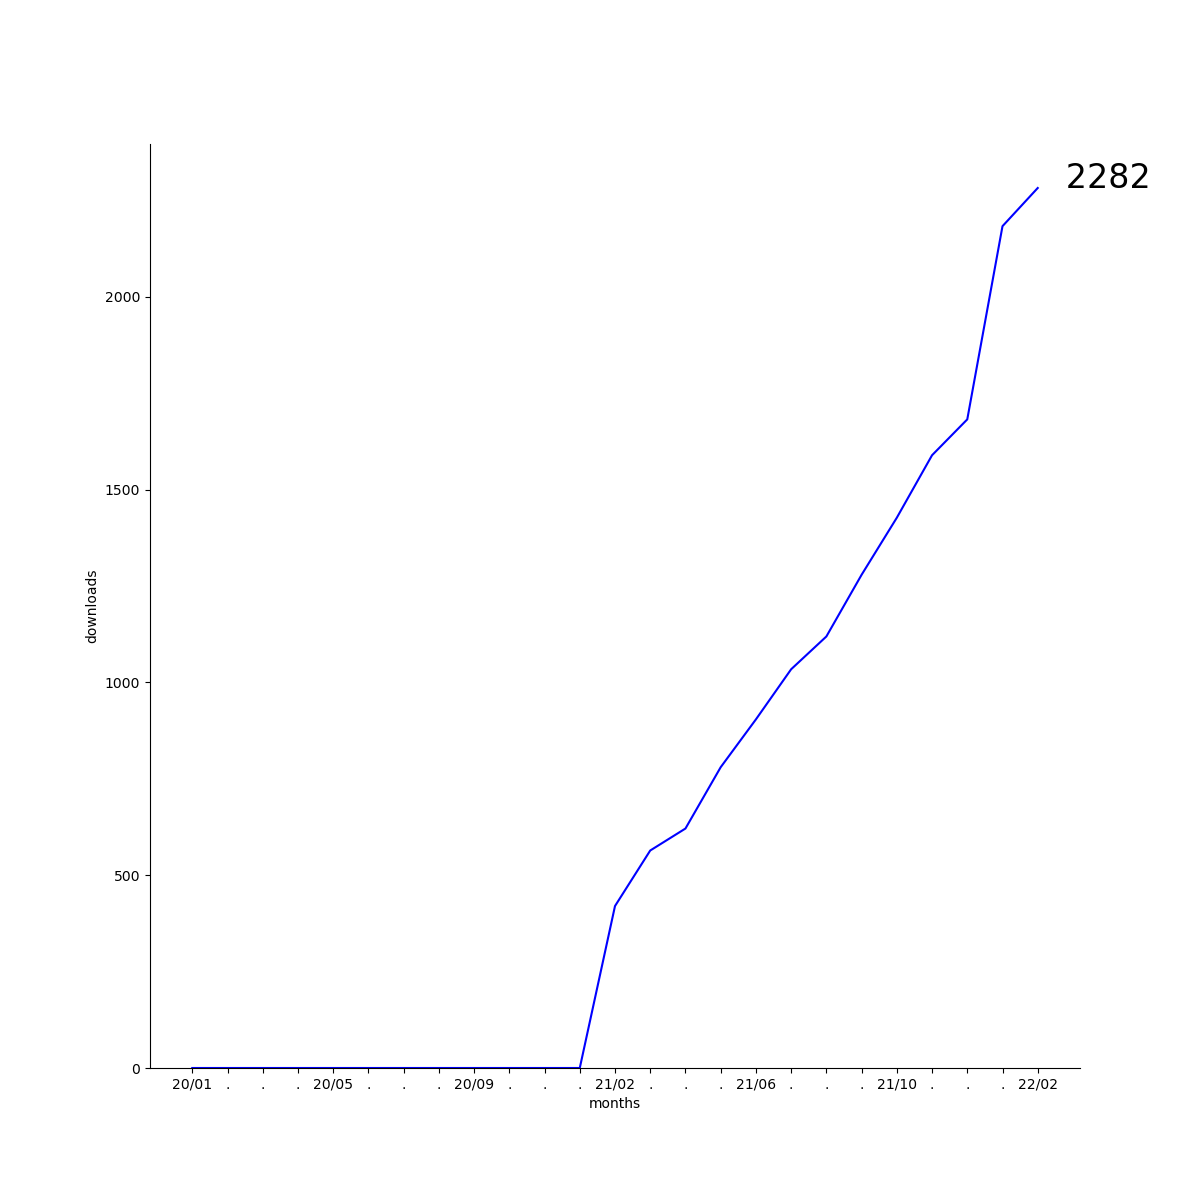 2282
2000
1500
1000
500
0
downloads
20/01 . . . 20/05 . . . 20/09 . . . 21/02 . . . 21/06 . . . 21/10 . . . 22/02
months